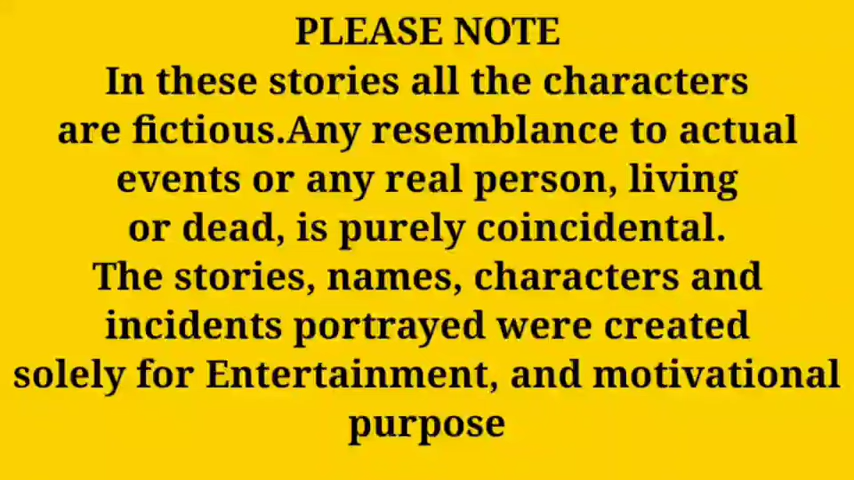 PLEASE NOTE
In these stories all the characters
are fictious.Any resemblance to actual
events or any real person, living
or dead, is purely coincidental.
The stories, names, characters and
incidents portrayed were created
solely for Entertainment, and motivational
purpose